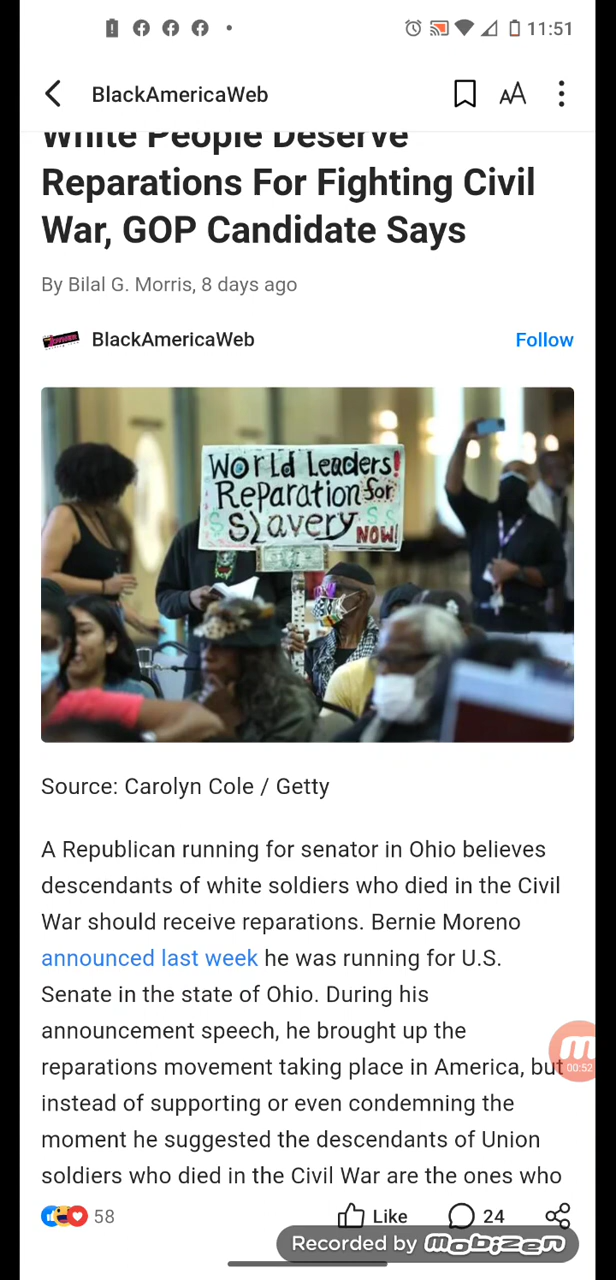 11:51
BlackAmericaWeb
AA
White People Deserve
Reparations For Fighting Civil
War, GOP Candidate Says
By Bilal G. Morris, 8 days ago
BlackAmericaWeb
Follow
World Leaders!
Reparation for
$ Slavery $ $
NOW!
Source: Carolyn Cole / Getty
A Republican running for senator in Ohio believes
descendants of white soldiers who died in the Civil
War should receive reparations. Bernie Moreno
announced last week he was running for U.S.
Senate in the state of Ohio. During his
announcement speech, he brought up the
reparations movement taking place in America, but
instead of supporting or even condemning the
moment he suggested the descendants of Union
soldiers who died in the Civil War are the ones who
m
00:52
58
Like
24
Recorded by mobizen